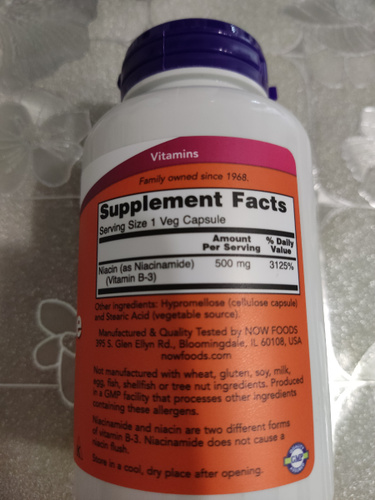 Vitamins
Family owned since 1968.
Supplement Facts
Serving Size 1 Veg Capsule
Amount Per Serving
% Daily Value
Niacin (as Niacinamide) 500 mg 3125%
(Vitamin B-3)
Other ingredients: Hypromellose (cellulose capsule)
and Stearic Acid (vegetable source).
Manufactured & Quality Tested by NOW FOODS
395 S. Glen Ellyn Rd., Bloomingdale, IL 60108, USA
nowfoods.com
Not manufactured with wheat, gluten, soy, milk,
egg, fish, shellfish or tree nut ingredients. Produced
in a GMP facility that processes other ingredients
containing these allergens.
Niacinamide and niacin are two different forms
of vitamin B-3. Niacinamide does not cause a
niacin flush.
Store in a cool, dry place after opening.
GMP